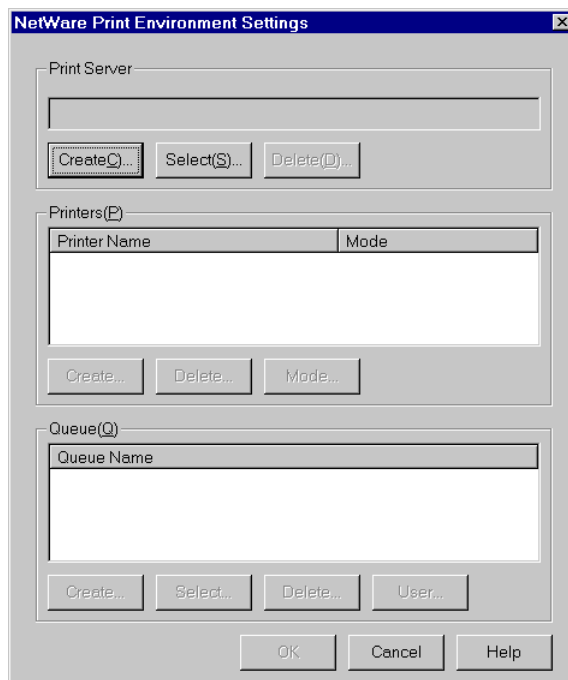 NetWare Print Environment Settings
Print Server
CreateC)... Select(S)... Delete(D)...
Printers(P)
Printer Name Mode
Create... Delete... Mode...
Queue(Q)
Queue Name
Create... Select... Delete... User...
OK Cancel Help